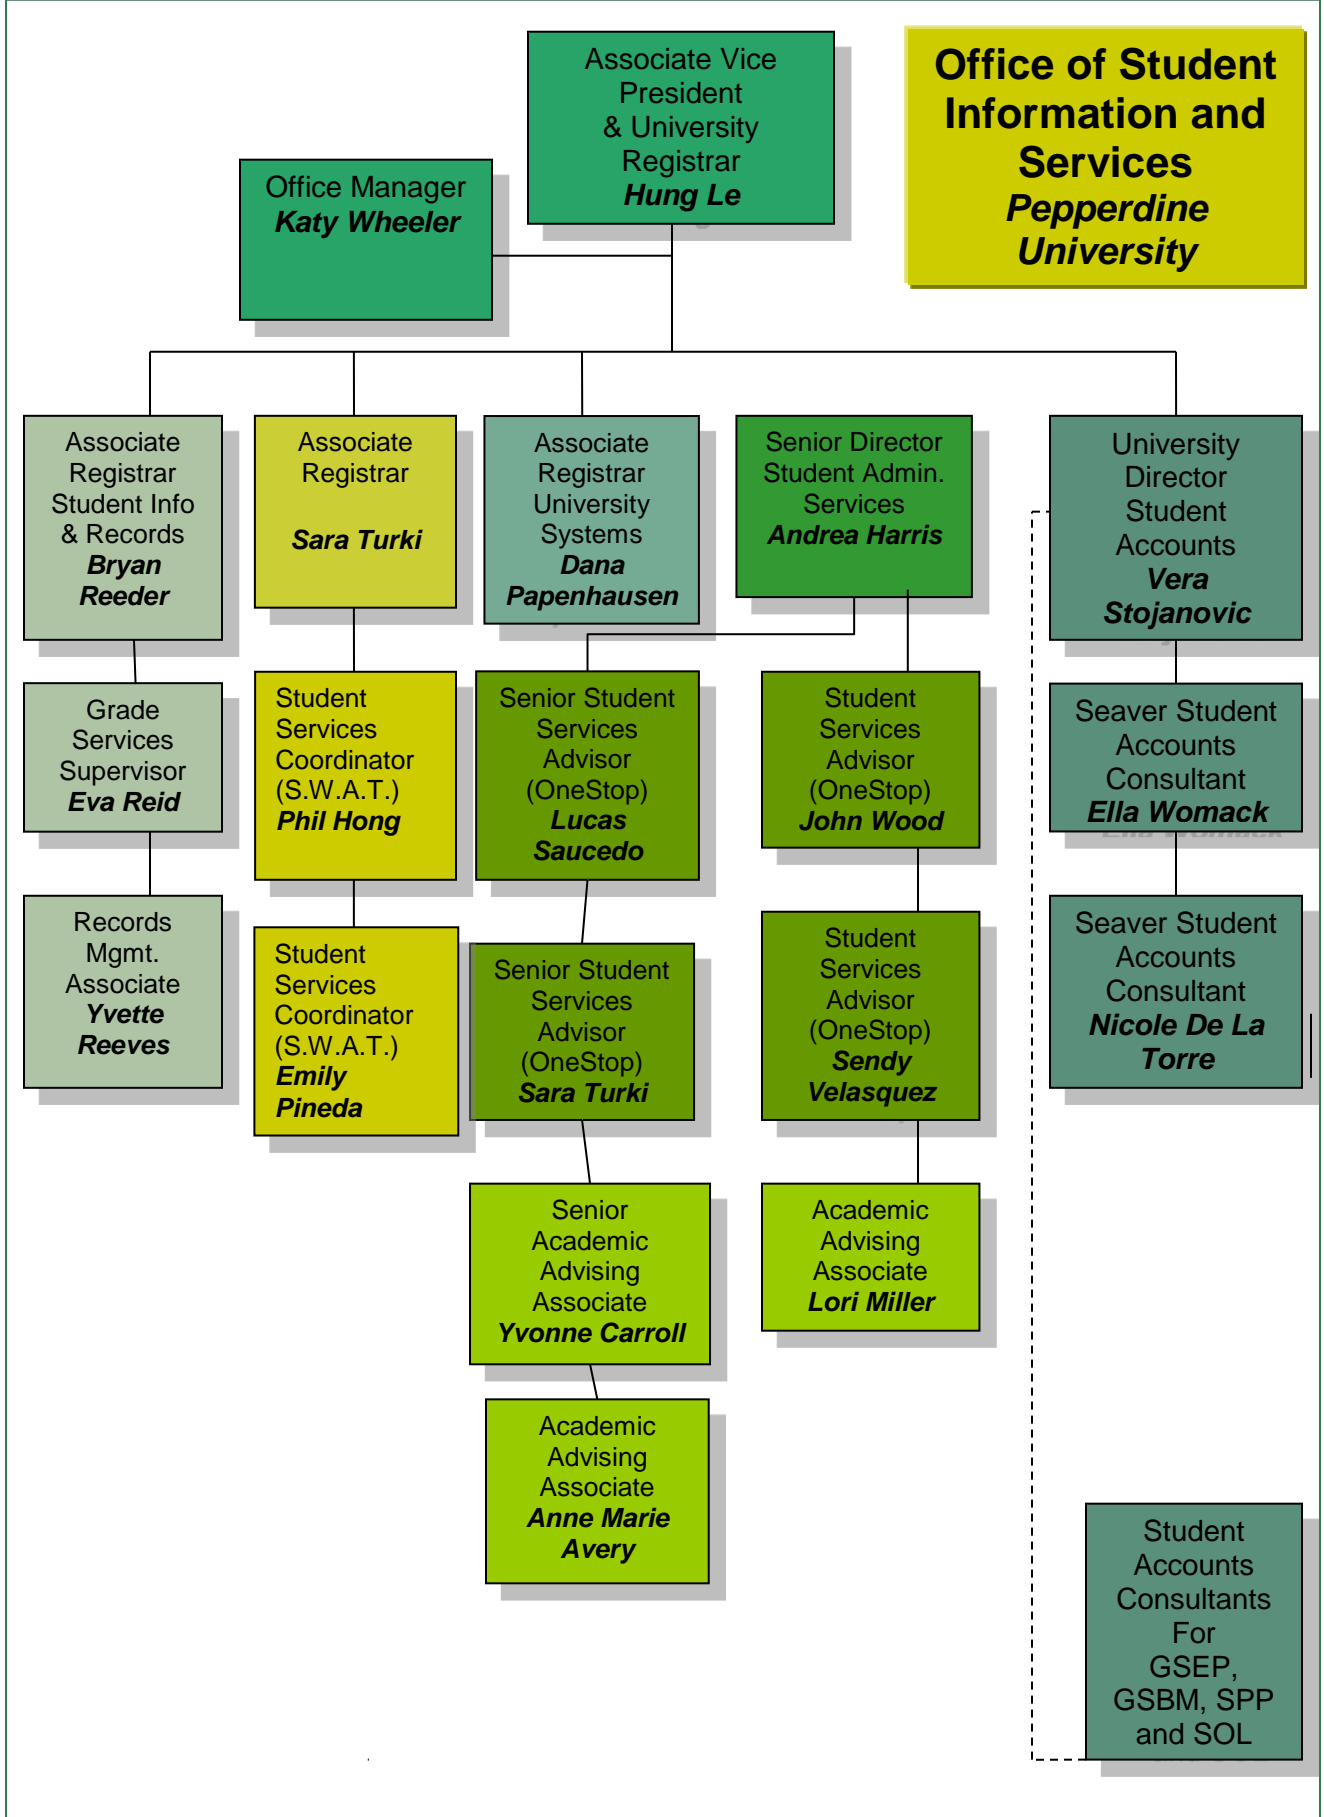 Associate Vice
President
& University
Registrar
Hung Le
Office of Student
Information and
Services
Pepperdine
University
Office Manager
Katy Wheeler
Associate
Registrar
Student Info
& Records
Bryan
Reeder
Associate
Registrar
Sara Turki
Associate
Registrar
University
Systems
Dana
Papenhausen
Senior Director
Student Admin.
Services
Andrea Harris
University
Director
Student
Accounts
Vera
Stojanovic
Grade
Services
Supervisor
Eva Reid
Student
Services
Coordinator
(S.W.A.T.)
Phil Hong
Senior Student
Services
Advisor
(OneStop)
Lucas
Saucedo
Student
Services
Advisor
(OneStop)
John Wood
Seaver Student
Accounts
Consultant
Ella Womack
Records
Mgmt.
Associate
Yvette
Reeves
Student
Services
Coordinator
(S.W.A.T.)
Emily
Pineda
Senior Student
Services
Advisor
(OneStop)
Sara Turki
Student
Services
Advisor
(OneStop)
Sendy
Velasquez
Seaver Student
Accounts
Consultant
Nicole De La
Torre
Senior
Academic
Advising
Associate
Yvonne Carroll
Academic
Advising
Associate
Lori Miller
Academic
Advising
Associate
Anne Marie
Avery
Student
Accounts
Consultants
For
GSEP,
GSBM, SPP
and SOL